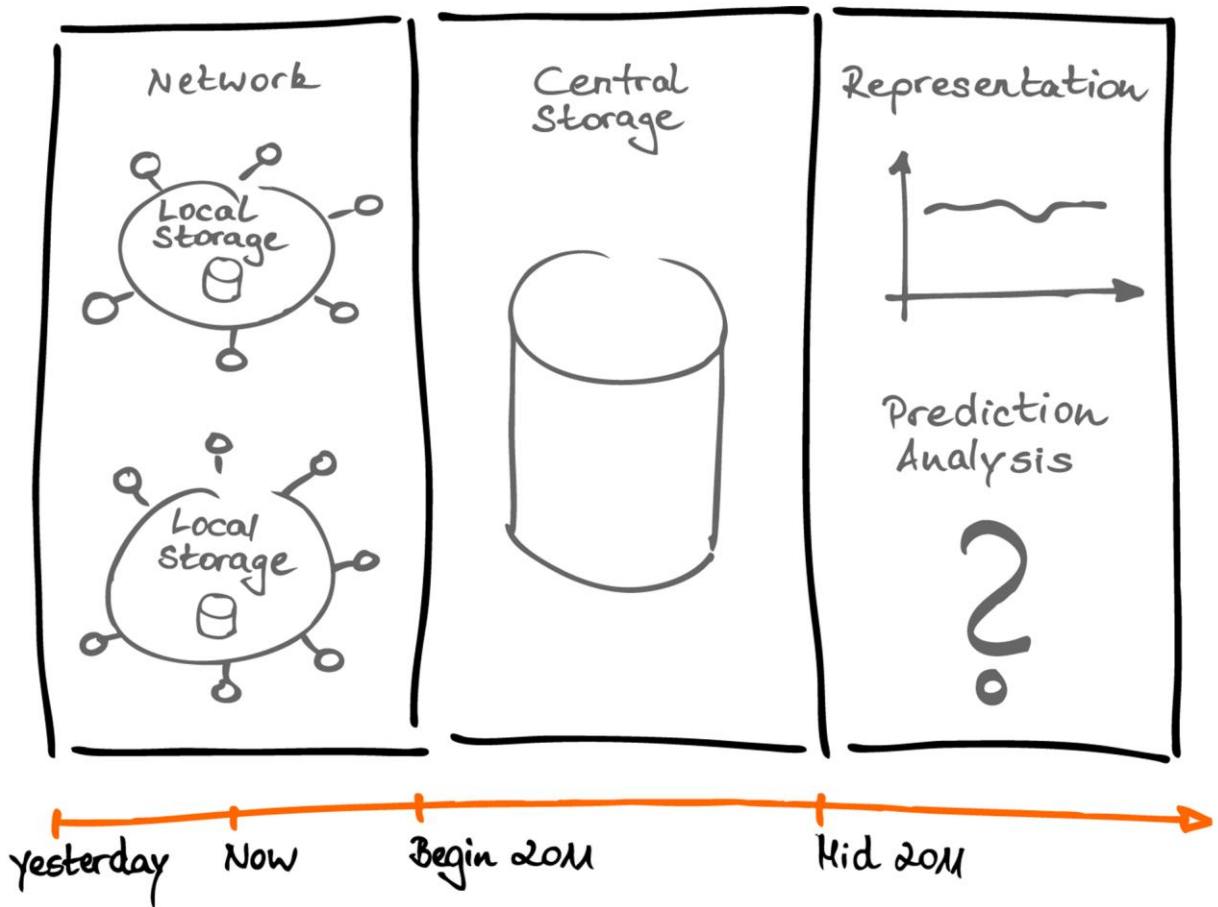 Network
Local
Storage
Local
Storage
Central
Storage
Representation
Prediction
Analysis
?
yesterday
Now
Begin 2011
Mid 2011